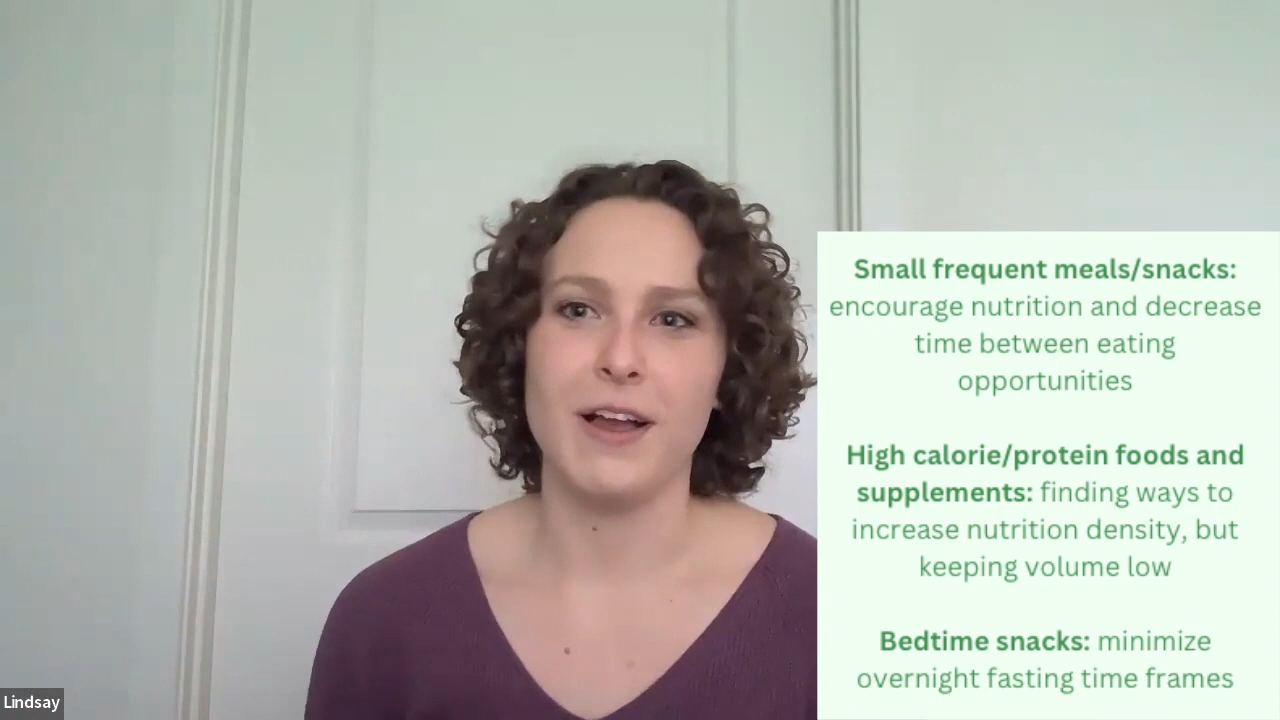 Small frequent meals/snacks:
encourage nutrition and decrease
time between eating
opportunities
High calorie/protein foods and
supplements: finding ways to
increase nutrition density, but
keeping volume low
Bedtime snacks: minimize
overnight fasting time frames
Lindsay